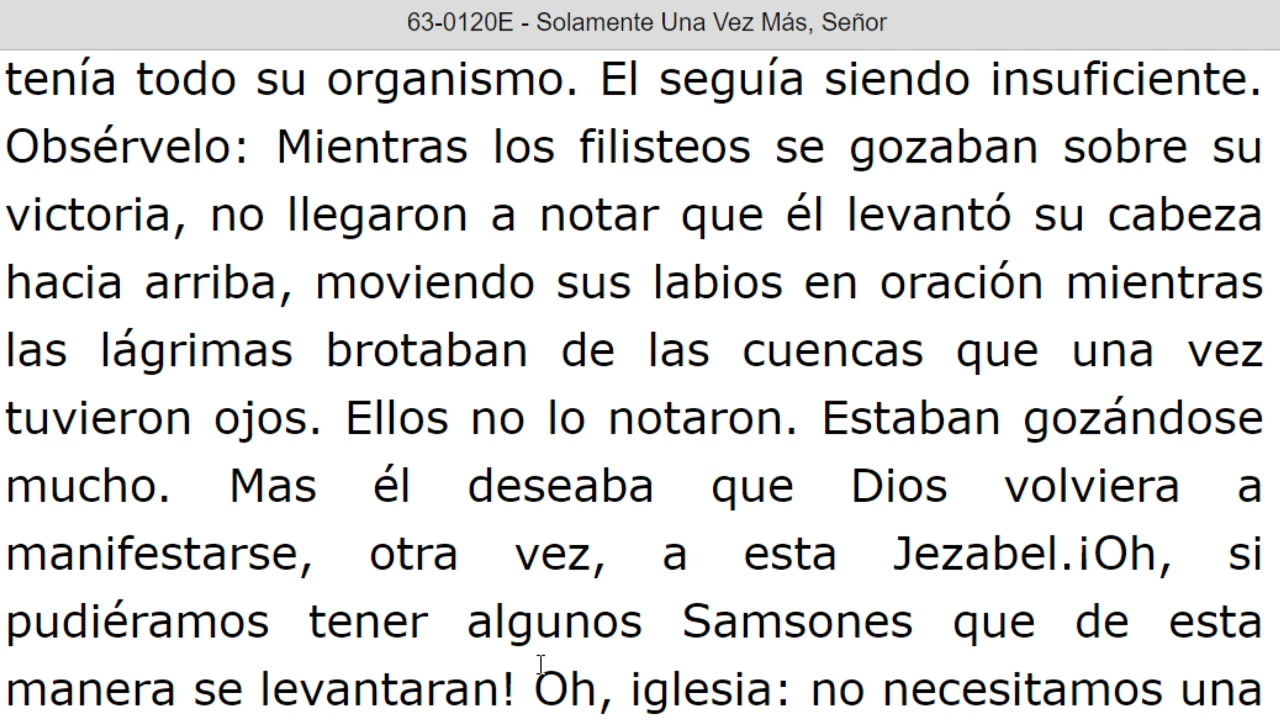 63-0120E - Solamente Una Vez Más, Señor
tenía todo su organismo. El seguía siendo insuficiente.
Obsérvelo: Mientras los filisteos se gozaban sobre su
victoria, no llegaron a notar que él levantó su cabeza
hacia arriba, moviendo sus labios en oración mientras
las lágrimas brotaban de las cuencas que una vez
tuvieron ojos. Ellos no lo notaron. Estaban gozándose
mucho. Mas él deseaba que Dios volviera a
manifestarse, otra vez, a esta Jezabel.¡Oh, si
pudiéramos tener algunos Samsones que de esta
manera se levantaran! Oh, iglesia: no necesitamos una